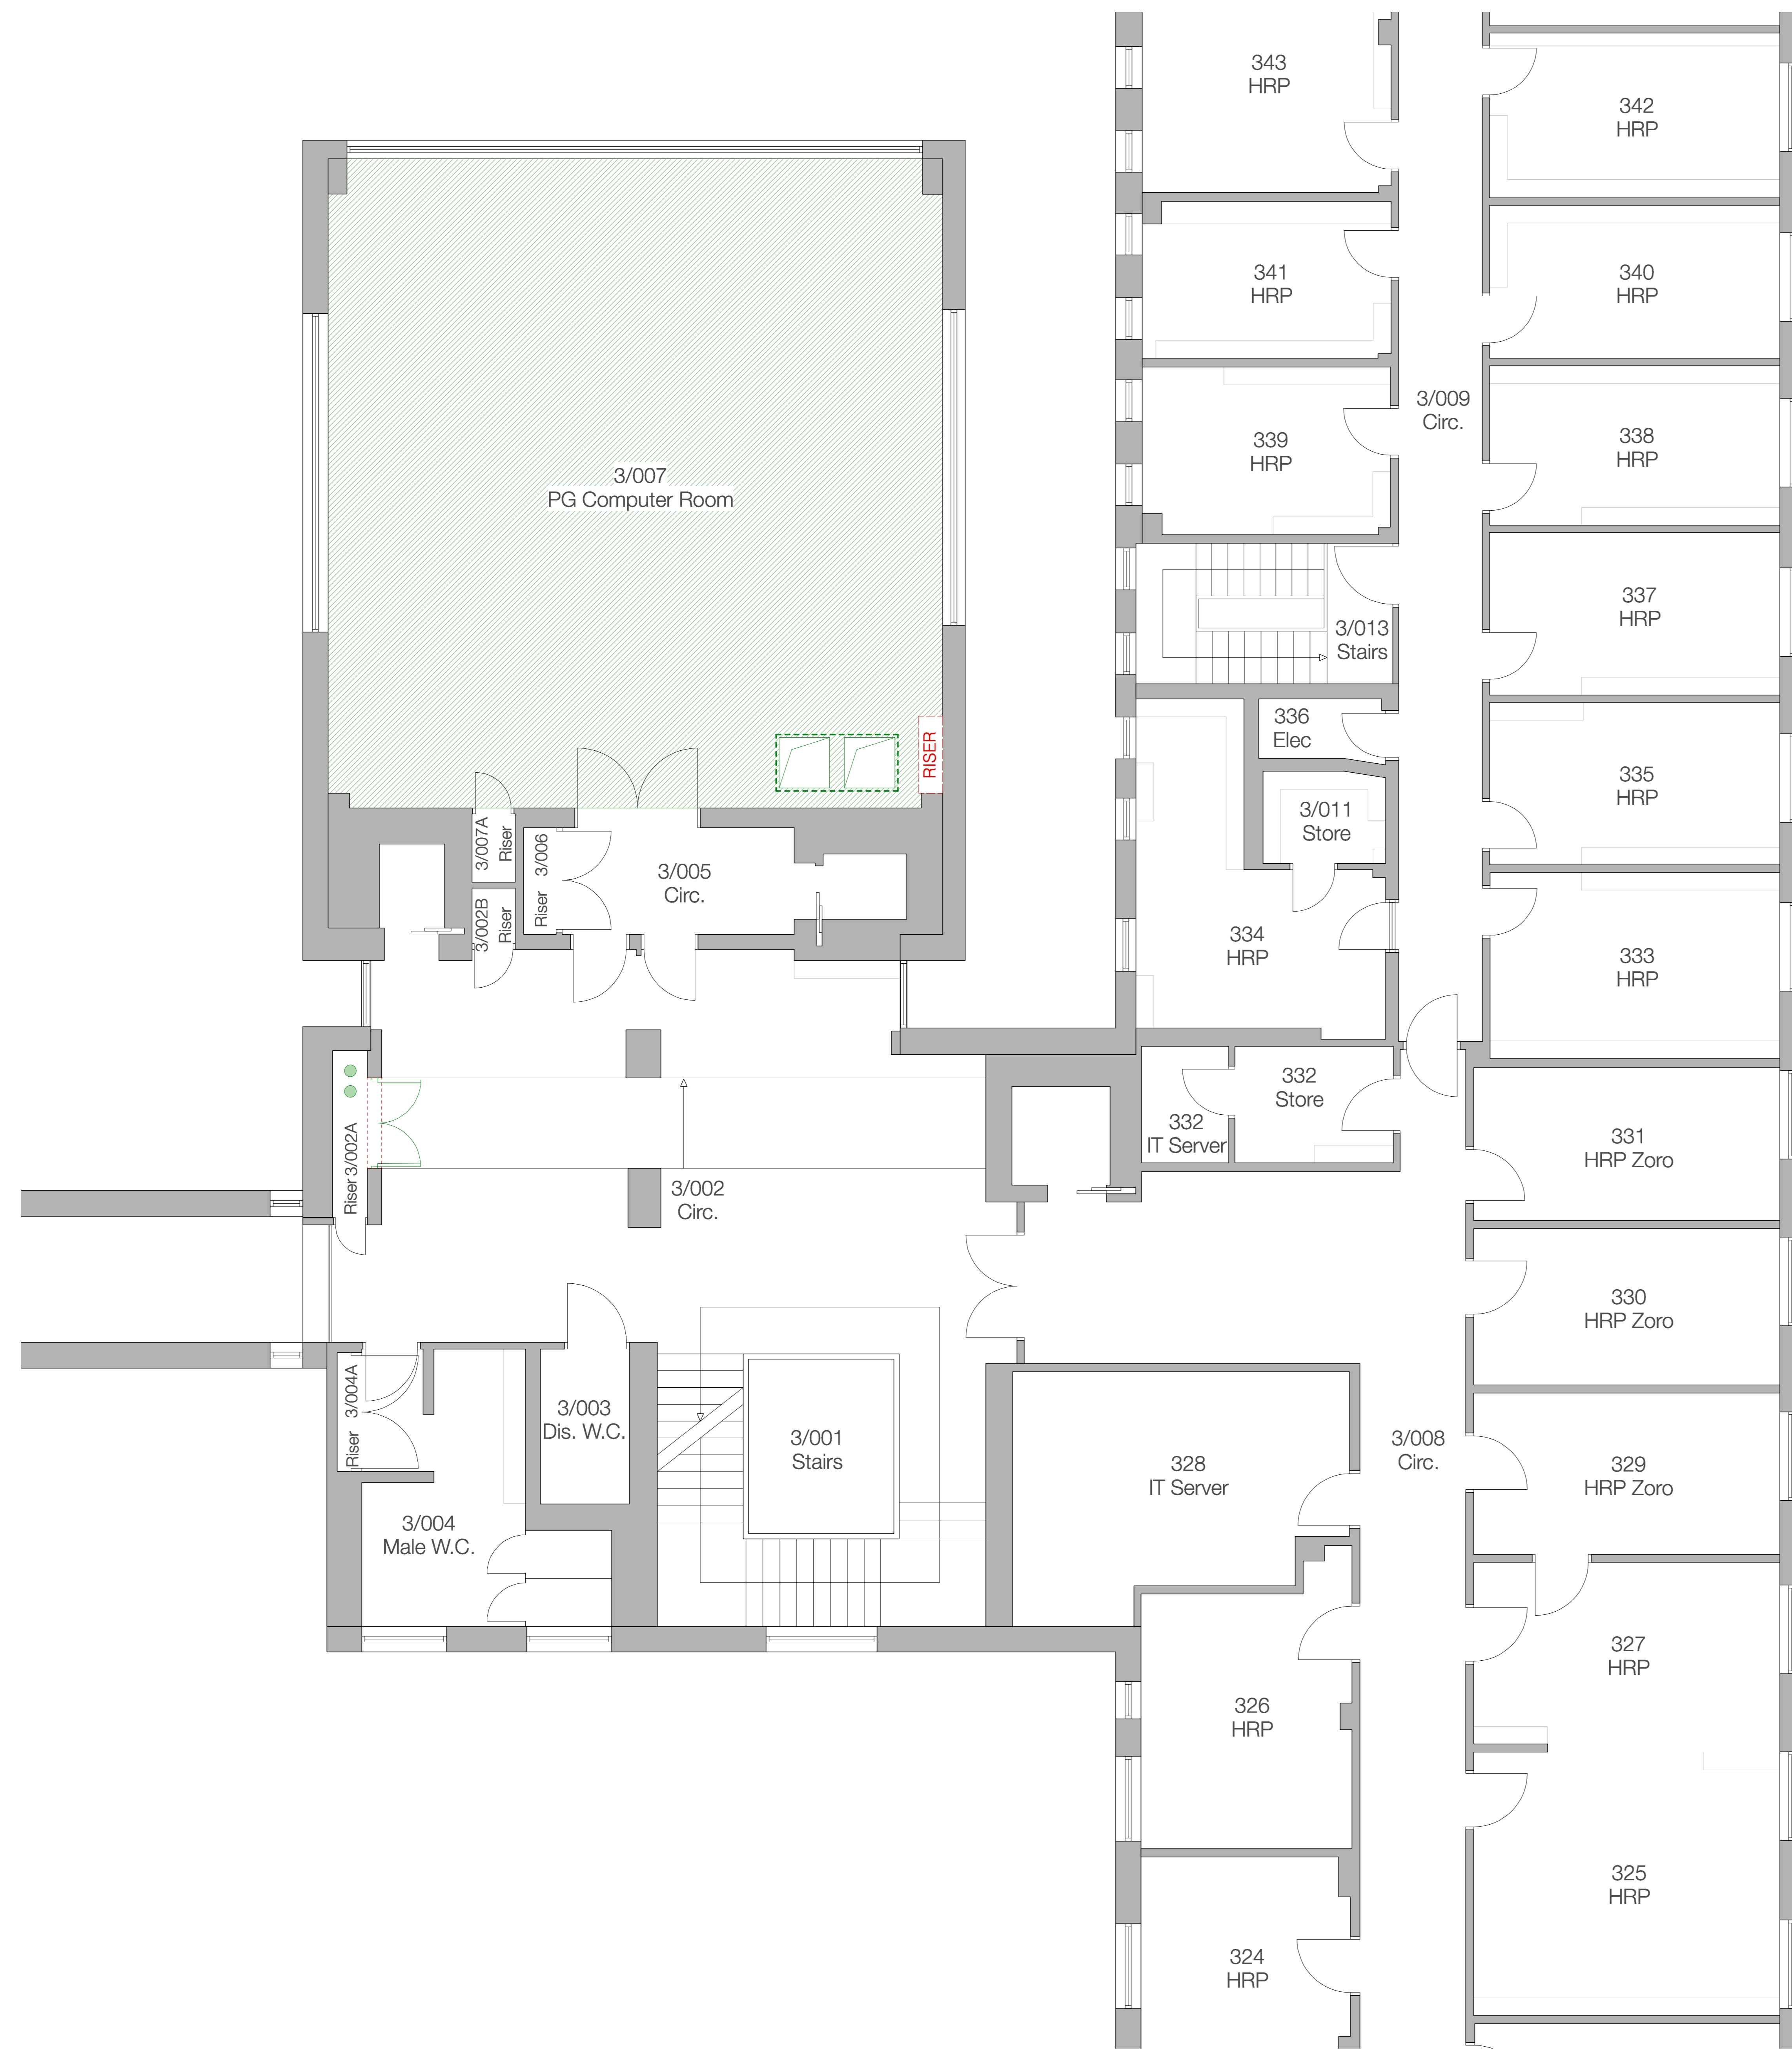 343
HRP
342
HRP
341
HRP
340
HRP
3/009
Circ.
339
HRP
338
HRP
3/007
PG Computer Room
337
HRP
3/013
Stairs
336
Elec
RISER
335
HRP
3/011
Store
3/007A
Riser
3/006
Riser
3/005
Circ.
3/002B
Riser
334
HRP
333
HRP
332
Store
332
IT Server
331
HRP Zoro
Riser 3/002A
3/002
Circ.
330
HRP Zoro
3/004A
Riser
3/003
Dis. W.C.
3/001
Stairs
3/008
Circ.
328
IT Server
329
HRP Zoro
3/004
Male W.C.
327
HRP
326
HRP
325
HRP
324
HRP